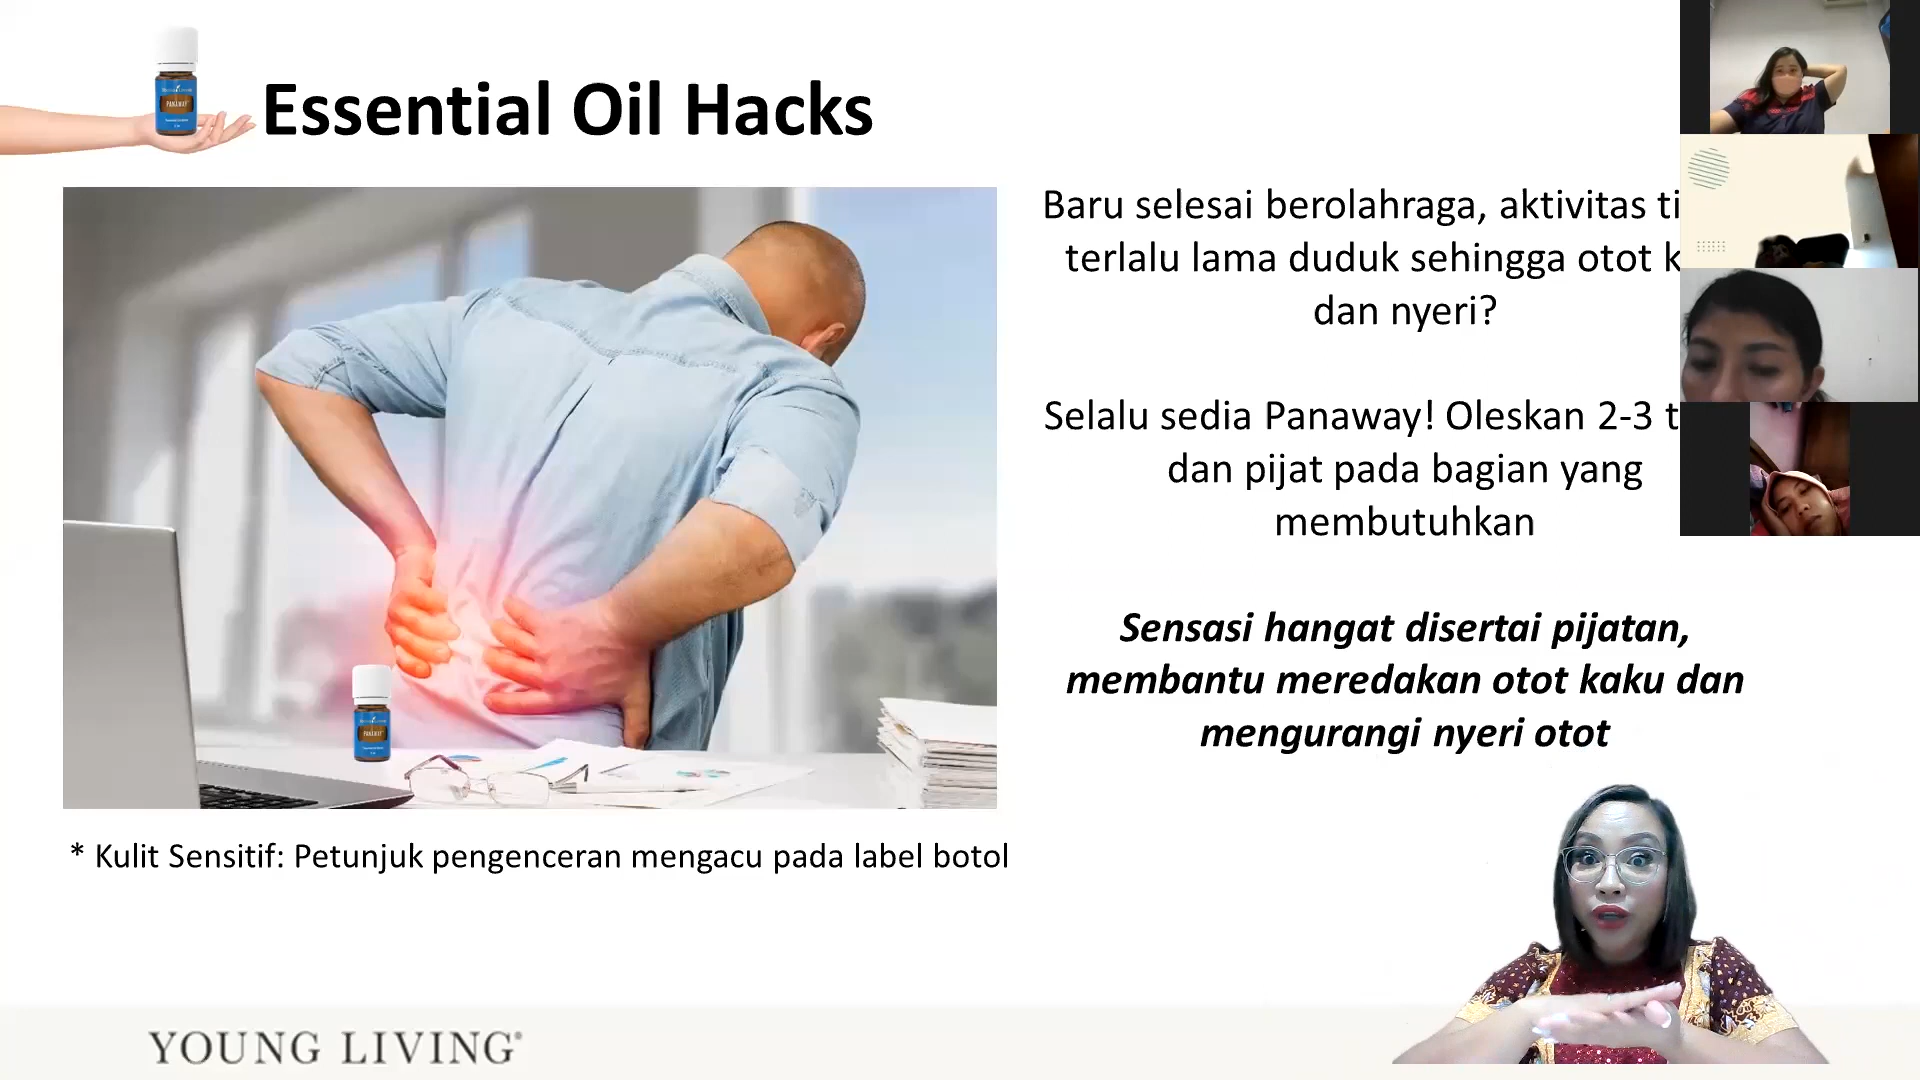 Essential Oil Hacks
PANAWAY
Baru selesai berolahraga, aktivitas
terlalu lama duduk sehingga otot
dan nyeri?
Selalu sedia Panaway! Oleskan 2-3
dan pijat pada bagian yang
membutuhkan
Sensasi hangat disertai pijatan,
membantu meredakan otot kaku dan
mengurangi nyeri otot
PANAWAY
* Kulit Sensitif: Petunjuk pengenceran mengacu pada label botol
YOUNG LIVING®